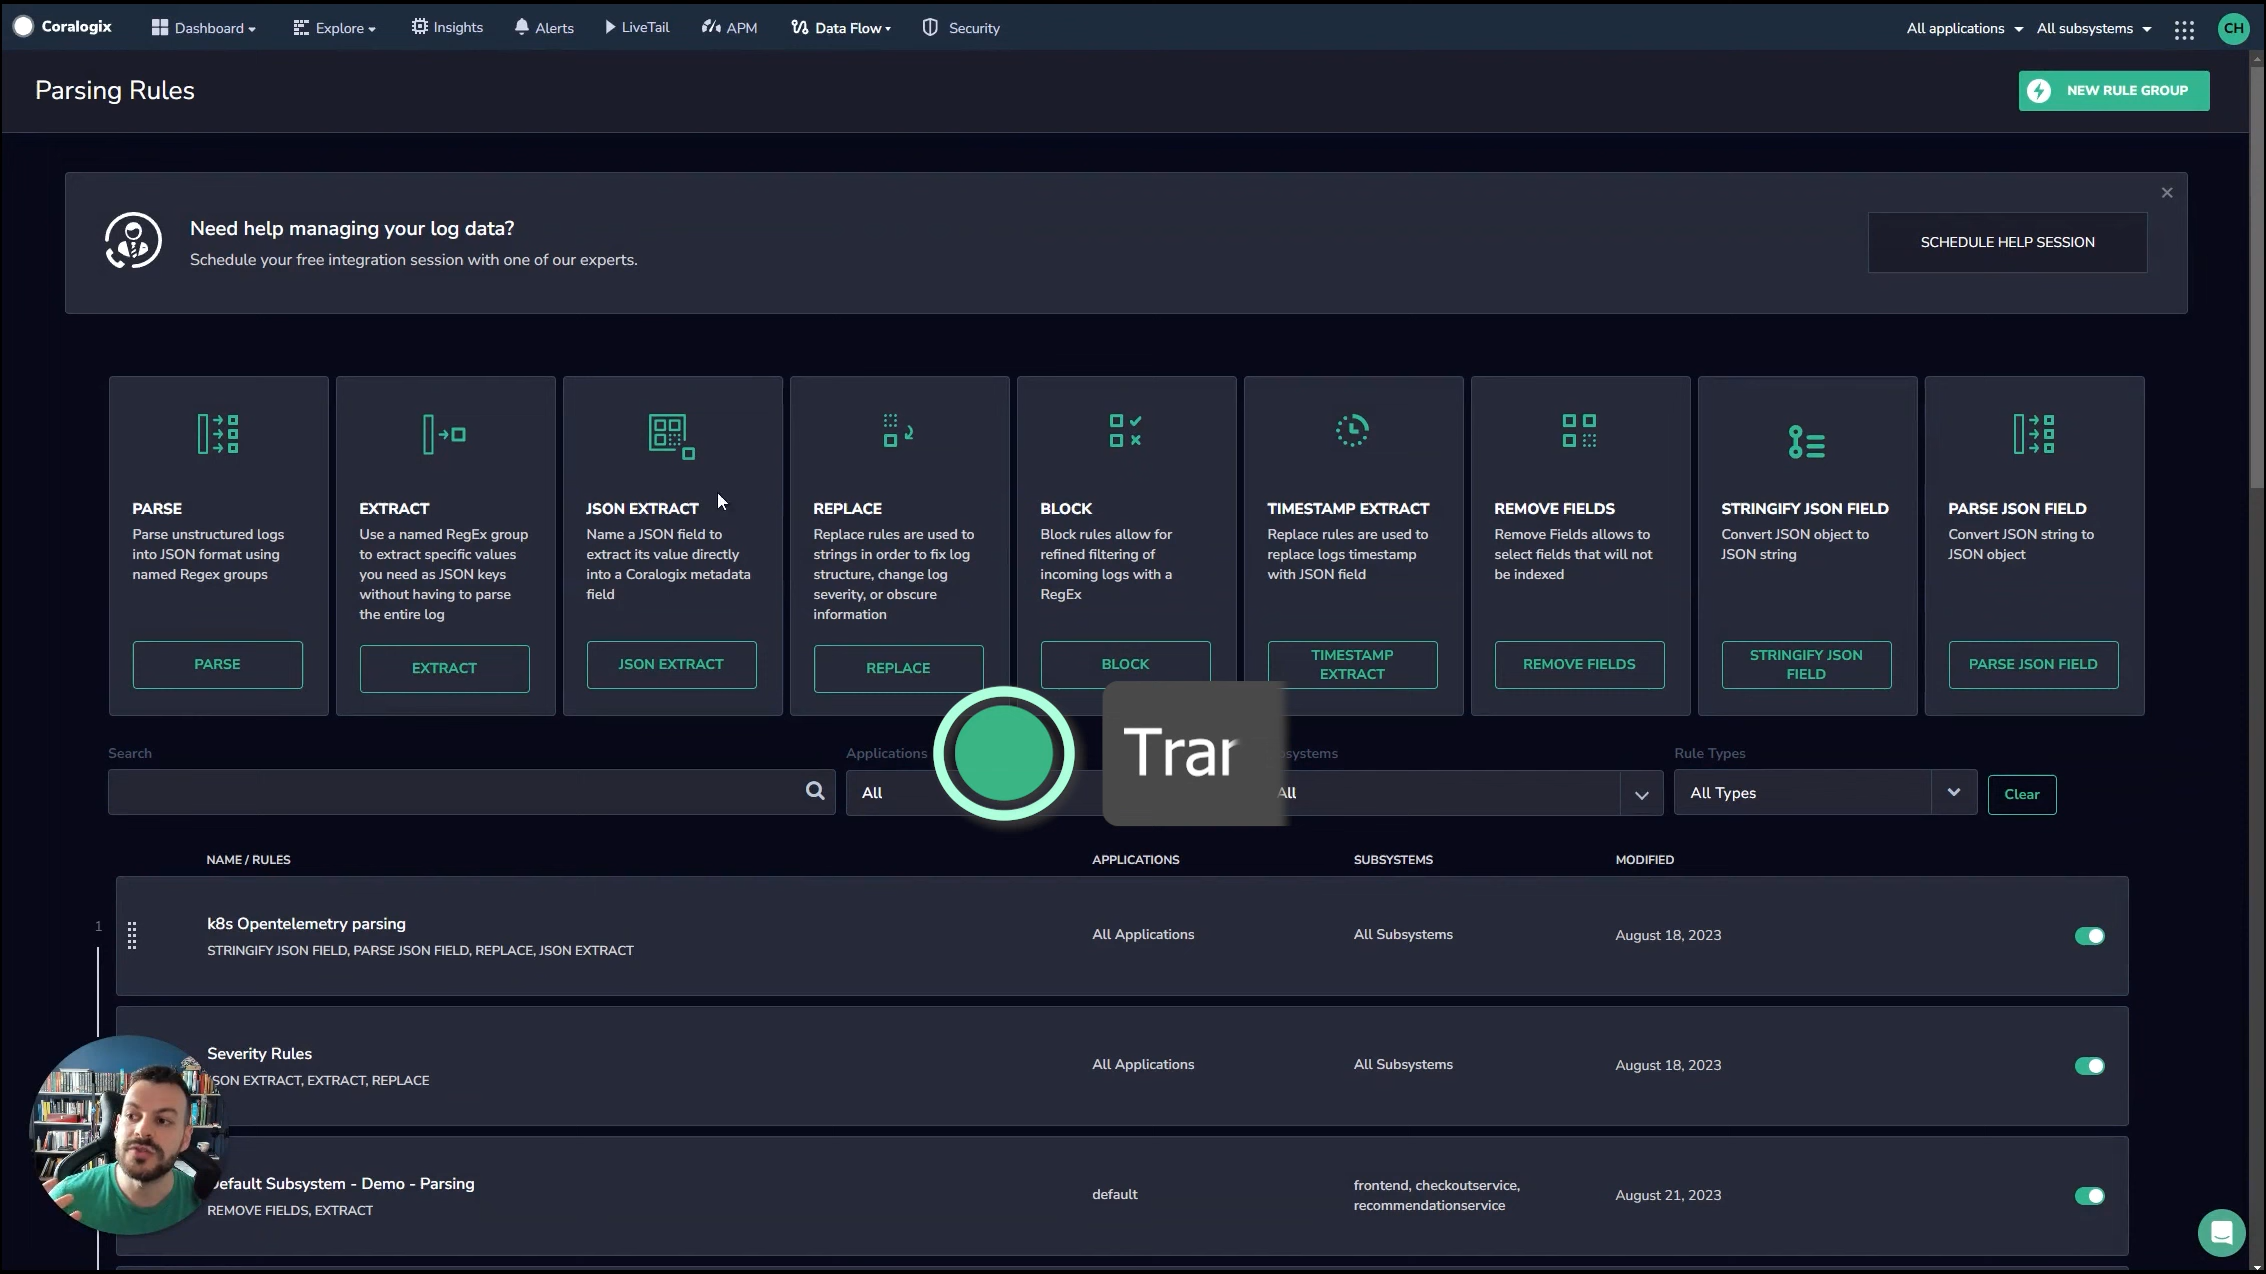 Coralogix
Dashboard
Explore
Insights
Alerts
LiveTail
APM
Data Flow
Security
All applications
All subsystems
CH
Parsing Rules
NEW RULE GROUP
Need help managing your log data?
Schedule your free integration session with one of our experts.
SCHEDULE HELP SESSION
PARSE
Parse unstructured logs
into JSON format using
named Regex groups
PARSE
EXTRACT
Use a named RegEx group
to extract specific values
you need as JSON keys
without having to parse
the entire log
EXTRACT
JSON EXTRACT
Name a JSON field to
extract its value directly
into a Coralogix metadata
field
JSON EXTRACT
REPLACE
Replace rules are used to
strings in order to fix log
structure, change log
severity, or obscure
information
REPLACE
BLOCK
Block rules allow for
refined filtering of
incoming logs with a
RegEx
BLOCK
TIMESTAMP EXTRACT
Replace rules are used to
replace logs timestamp
with JSON field
TIMESTAMP
EXTRACT
REMOVE FIELDS
Remove Fields allows to
select fields that will not
be indexed
REMOVE FIELDS
STRINGIFY JSON FIELD
Convert JSON object to
JSON string
STRINGIFY JSON
FIELD
PARSE JSON FIELD
Convert JSON string to
JSON object
PARSE JSON FIELD
Search
Applications
Rule Types
All
All
All Types
Clear
NAME / RULES
APPLICATIONS
SUBSYSTEMS
MODIFIED
1
k8s Opentelemetry parsing
STRINGIFY JSON FIELD, PARSE JSON FIELD, REPLACE, JSON EXTRACT
All Applications
All Subsystems
August 18, 2023
Severity Rules
JSON EXTRACT, EXTRACT, REPLACE
All Applications
All Subsystems
August 18, 2023
Default Subsystem - Demo - Parsing
REMOVE FIELDS, EXTRACT
default
frontend, checkoutservice,
recommendationservice
August 21, 2023